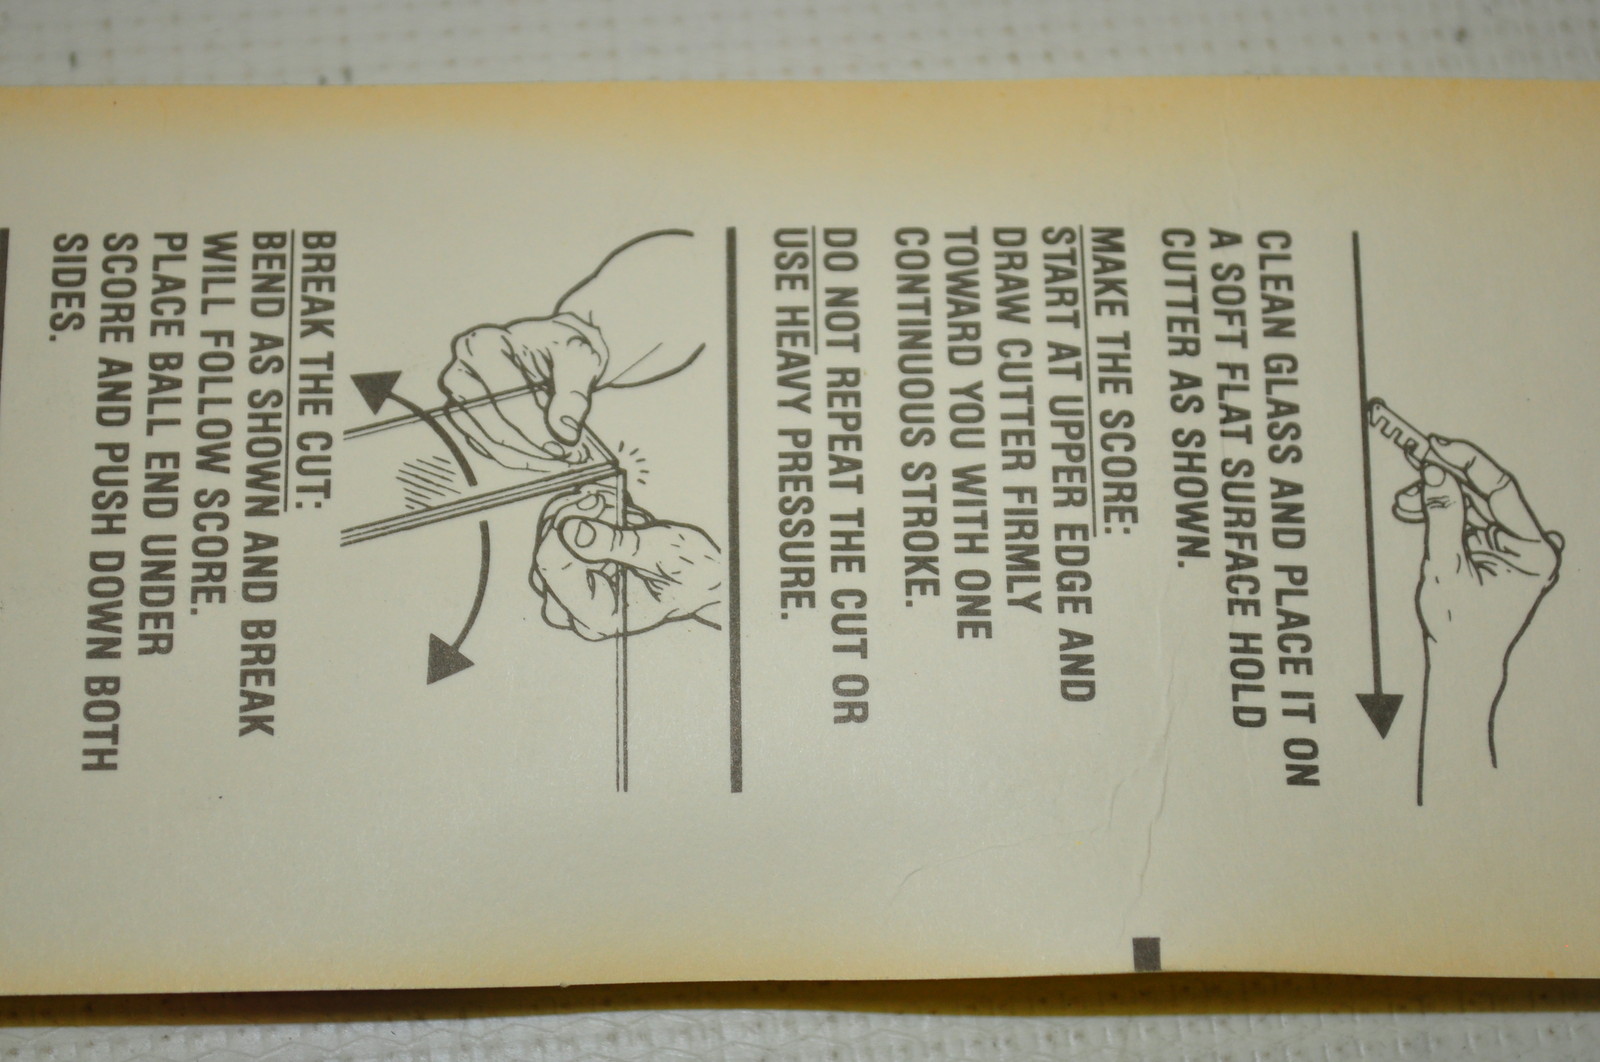 CLEAN GLASS AND PLACE IT ON
A SOFT FLAT SURFACE HOLD
CUTTER AS SHOWN.
MAKE THE SCORE:
START AT UPPER EDGE AND
DRAW CUTTER FIRMLY
TOWARD YOU WITH ONE
CONTINUOUS STROKE.
DO NOT REPEAT THE CUT OR
USE HEAVY PRESSURE.
BREAK THE CUT:
BEND AS SHOWN AND BREAK
WILL FOLLOW SCORE.
PLACE BALL END UNDER
SCORE AND PUSH DOWN BOTH
SIDES.